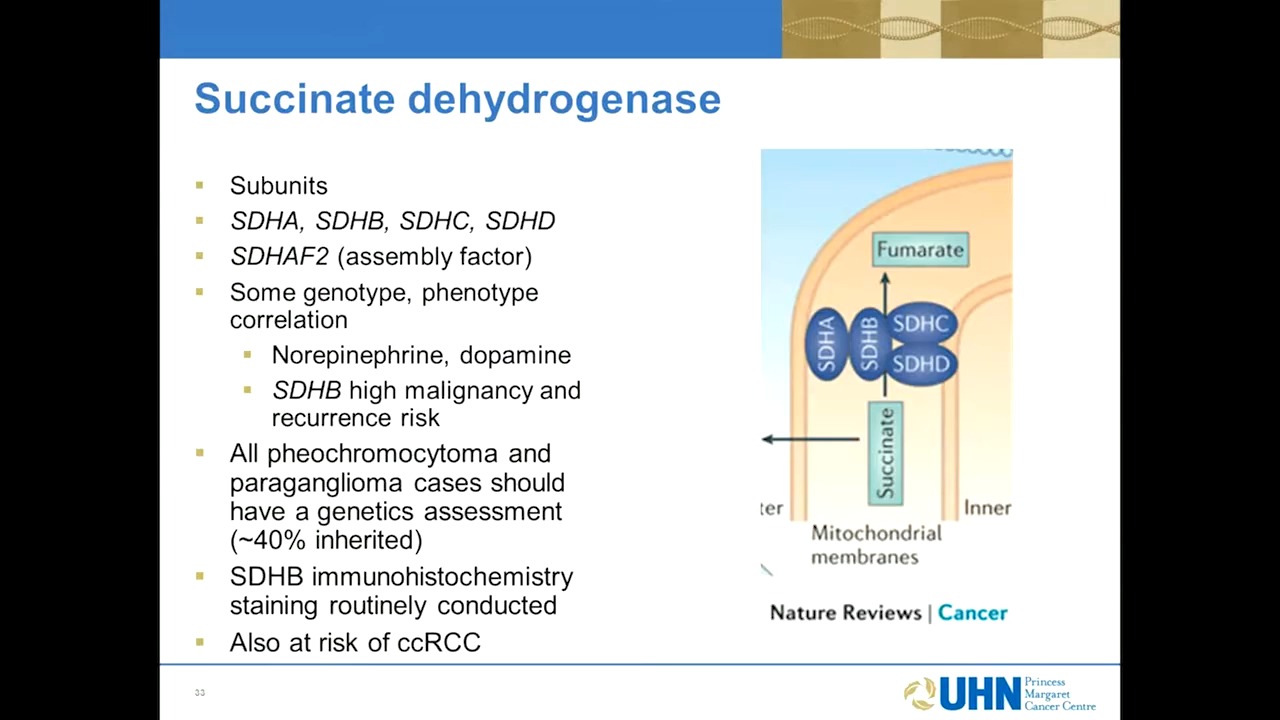 Succinate dehydrogenase
Subunits
SDHA, SDHB, SDHC, SDHD
SDHAF2 (assembly factor)
Some genotype, phenotype
correlation
Norepinephrine, dopamine
SDHB high malignancy and
recurrence risk
All pheochromocytoma and
paraganglioma cases should
have a genetics assessment
(~40% inherited)
SDHB immunohistochemistry
staining routinely conducted
Also at risk of ccRCC
Fumarate
SDHA
SDHB
SDHC
SDHD
Succinate
ter
Inner
Mitochondrial
membranes
Nature Reviews | Cancer
33
UHN
Princess
Margaret
Cancer Centre